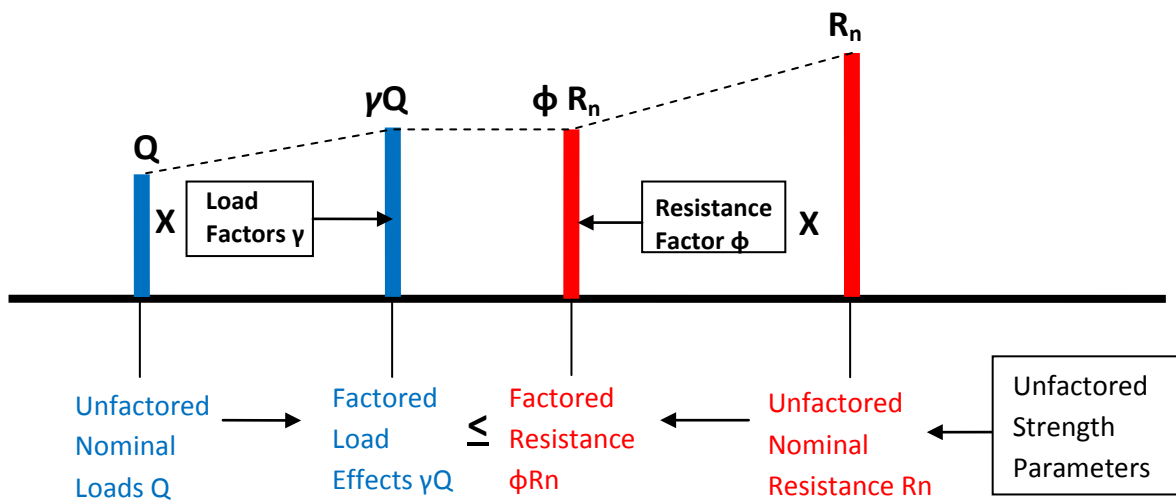 Rₙ
γQ
ϕ Rₙ
Q
X
Load
Factors γ
Resistance
Factor ϕ
X
Unfactored
Nominal
Loads Q
Factored
Load
Effects γQ
≤
Factored
Resistance
ϕRn
Unfactored
Nominal
Resistance Rn
Unfactored
Strength
Parameters